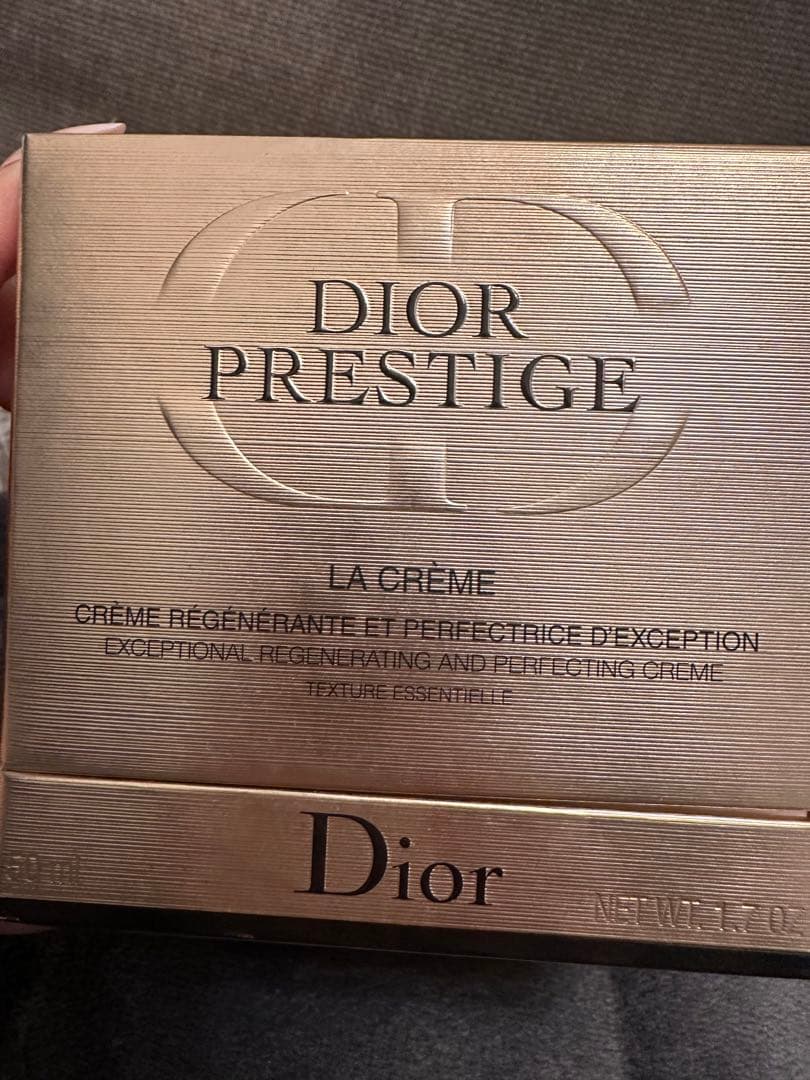 DIOR
PRESTIGE
LA CRÈME
CRÈME RÉGÉNÉRANTE ET PERFECTRICE D'EXCEPTION
EXCEPTIONAL REGENERATING AND PERFECTING CREME
TEXTURE ESSENTIELLE
Dior
50 ml
NET WT. 1.7 OZ